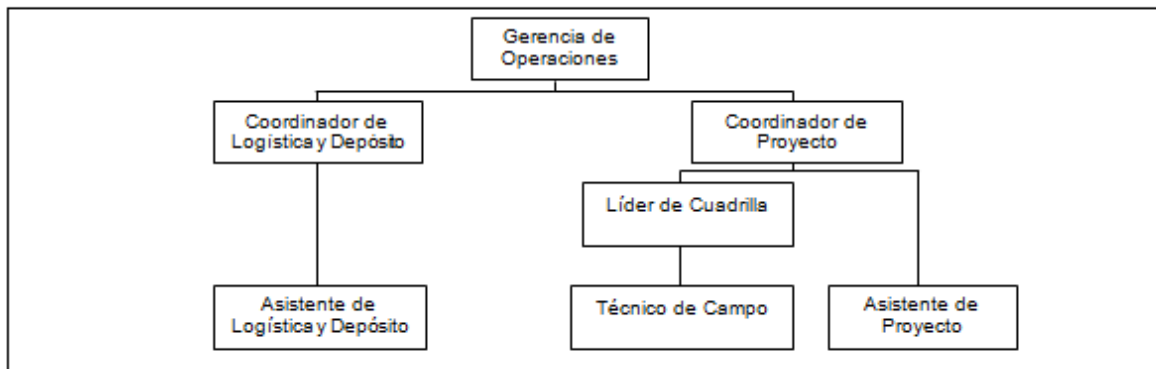 Gerencia de
Operaciones
Coordinador de
Logística y Depósito
Coordinador de
Proyecto
Líder de Cuadrilla
Asistente de
Logística y Depósito
Técnico de Campo
Asistente de
Proyecto